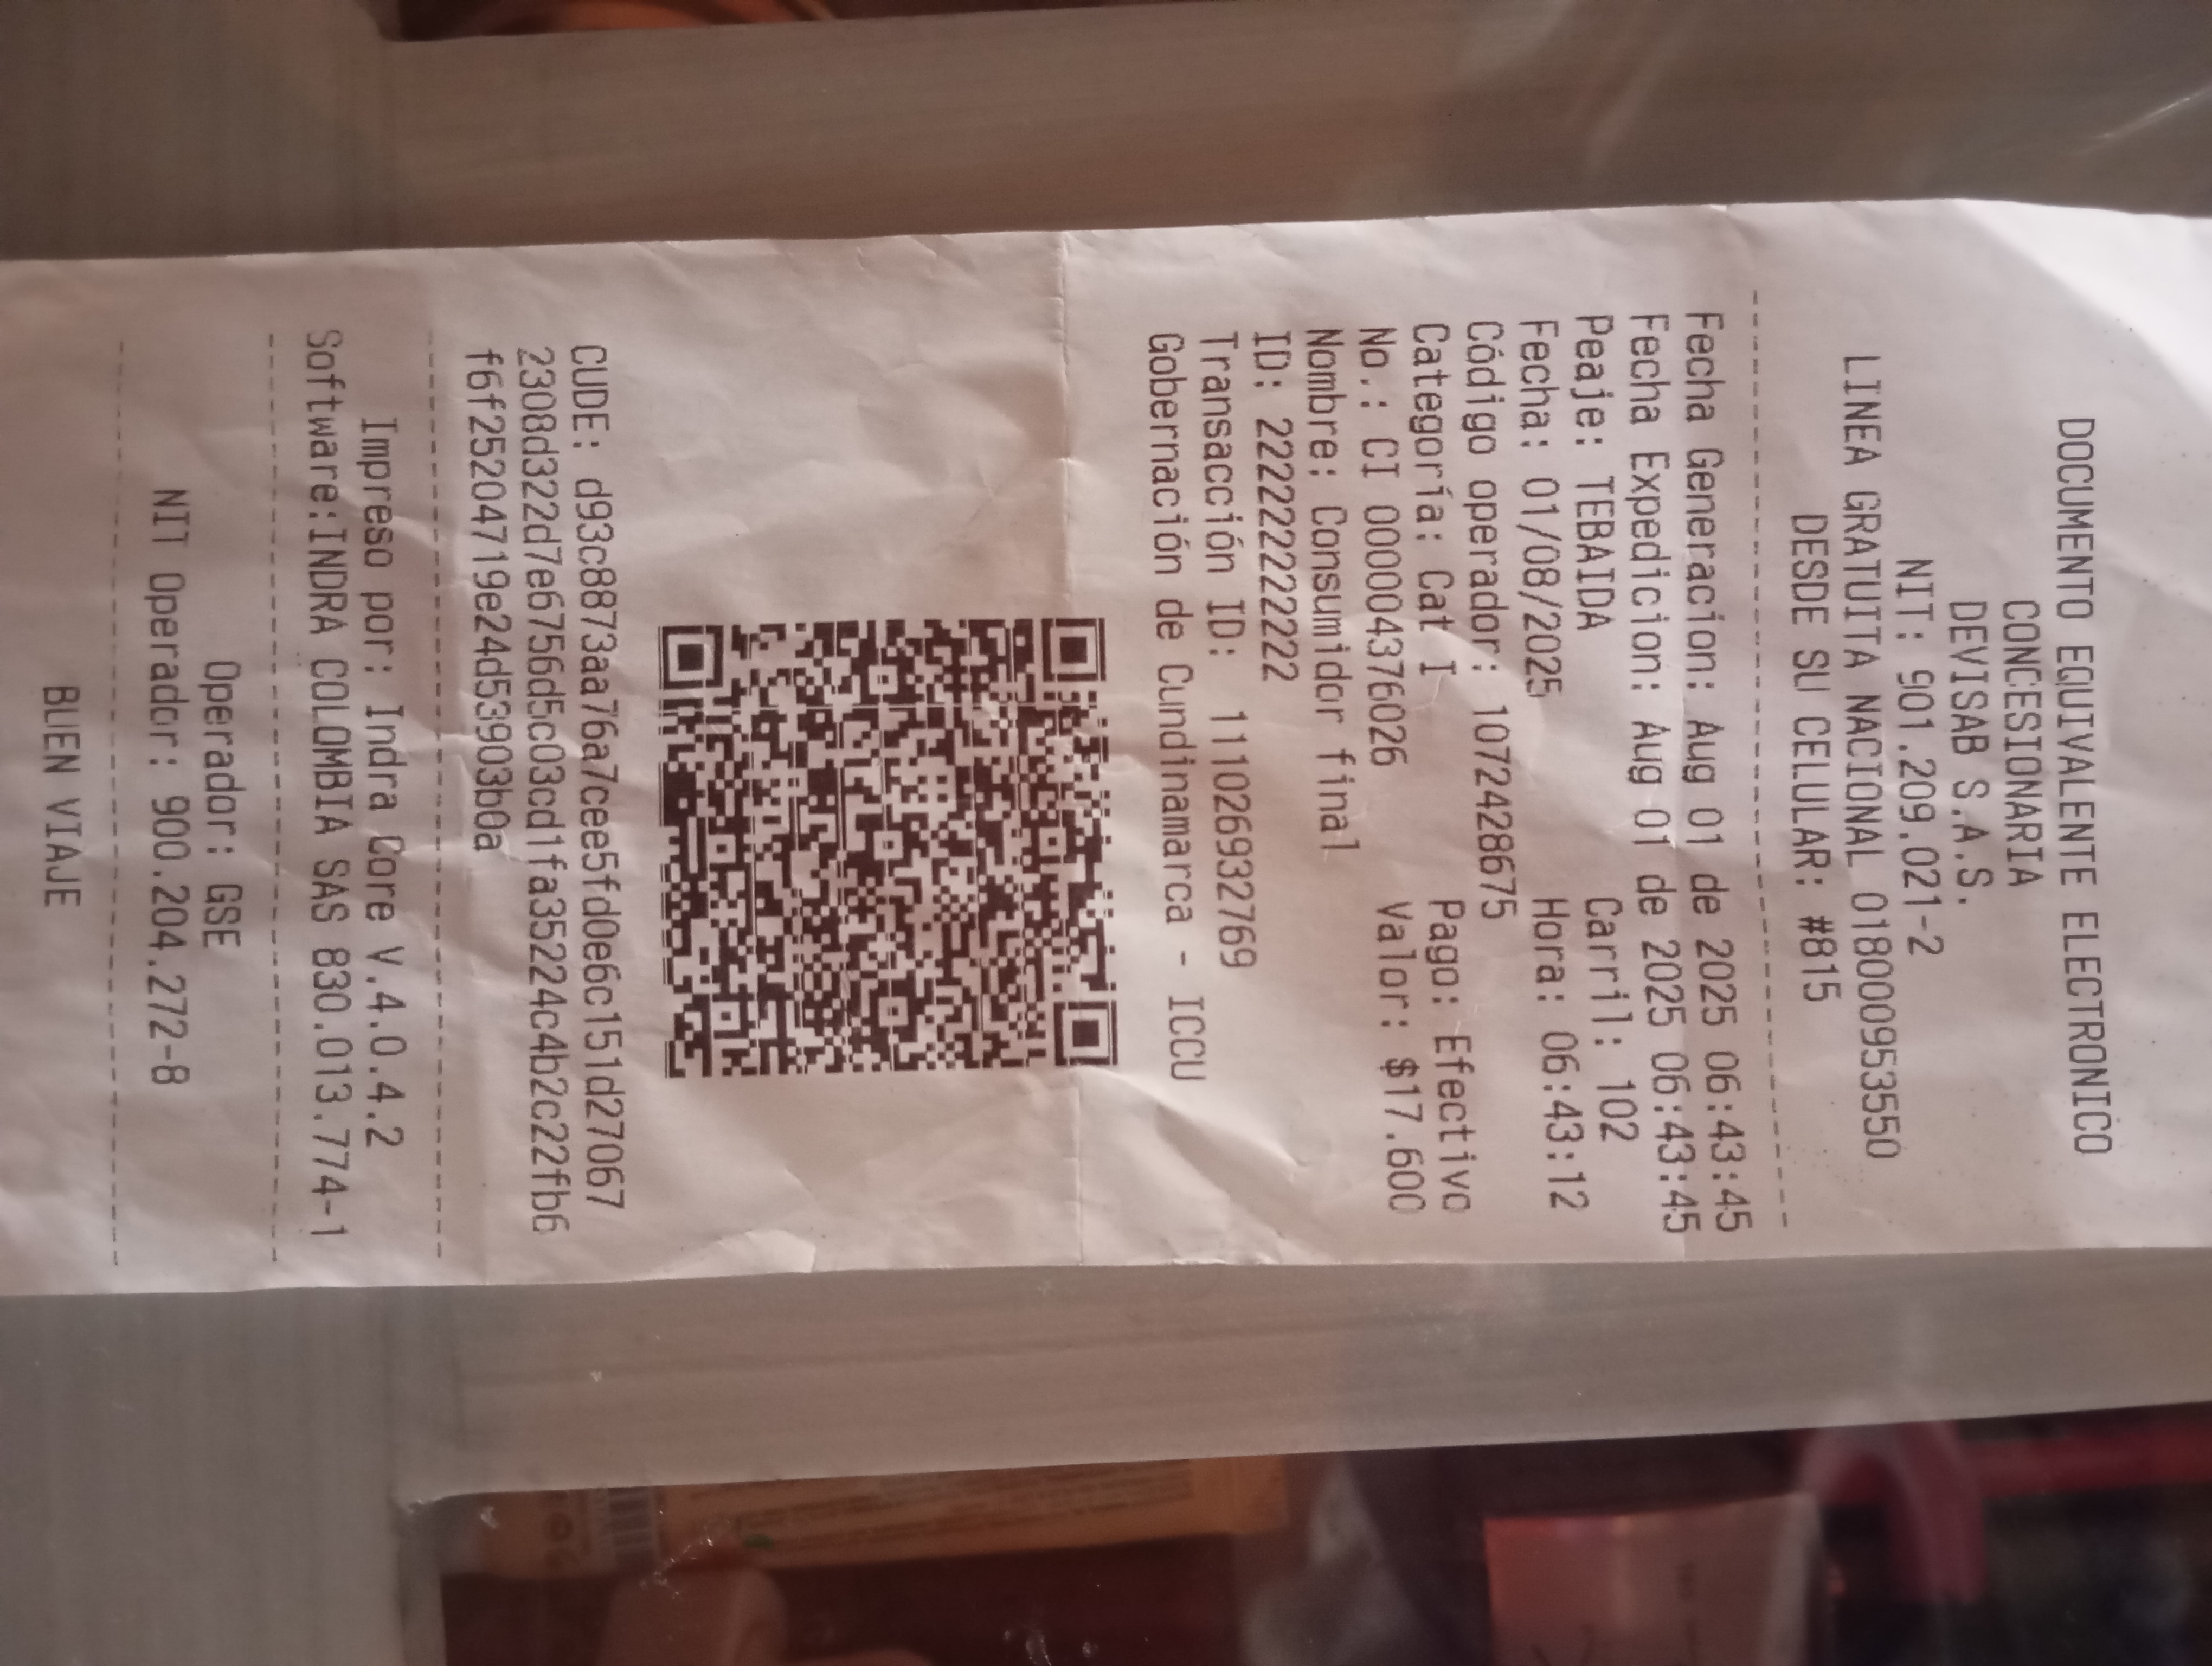 DOCUMENTO EQUIVALENTE ELECTRONICO
CONCESIONARIA
DEVISAB S.A.S.
NIT: 901.209.021-2
LINEA GRATUITA NACIONAL 018000953550
DESDE SU CELULAR: #815
Fecha Generacion: Aug 01 de 2025 06:43:45
Fecha Expedicion: Aug 01 de 2025 06:43:45
Peaje: TEBAIDA Carril: 102
Fecha: 01/08/2025 Hora: 06:43:12
Código operador: 1072428675
Categoría: Cat I Pago: Efectivo
No.: CI 000004376026 Valor: $17.600
Nombre: Consumidor final
ID: 222222222222
Transacción ID: 11102693​2769
Gobernación de Cundinamarca - ICCU
CUDE: d93c8873aa76a7cee5fd0e6c151d27067
2308d322d7e6756d5c03cd1fa35224c4b2c22fb6
f6f25204719e24d53903b0a
Impreso por: Indra Core V.4.0.4.2
Software:INDRA COLOMBIA SAS 830.013.774-1
Operador: GSE
NIT Operador: 900.204.272-8
BUEN VIAJE